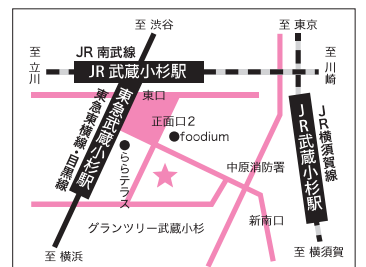 至 渋谷
至 東京
至 立川
JR 南武線
JR 武蔵小杉駅
至 川崎
東口
正面口2
foodium
東急武蔵小杉駅
東急東横線・目黒線
ららテラス
中原消防署
JR武蔵小杉駅
JR横須賀線
グランツリー武蔵小杉
新南口
至 横浜
至 横須賀